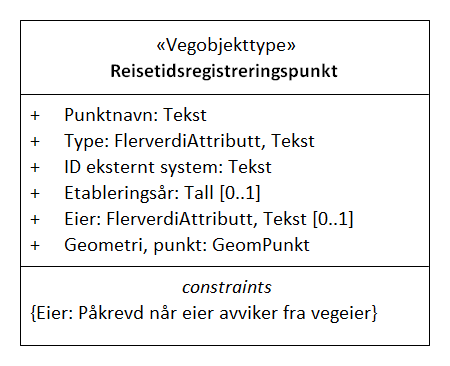 «Vegobjekttype»
Reisetidsregistreringspunkt
+ Punktnavn: Tekst
+ Type: FlerverdiAttributt, Tekst
+ ID eksternt system: Tekst
+ Etableringsår: Tall [0..1]
+ Eier: FlerverdiAttributt, Tekst [0..1]
+ Geometri, punkt: GeomPunkt
constraints
{Eier: Påkrevd når eier avviker fra vegeier}